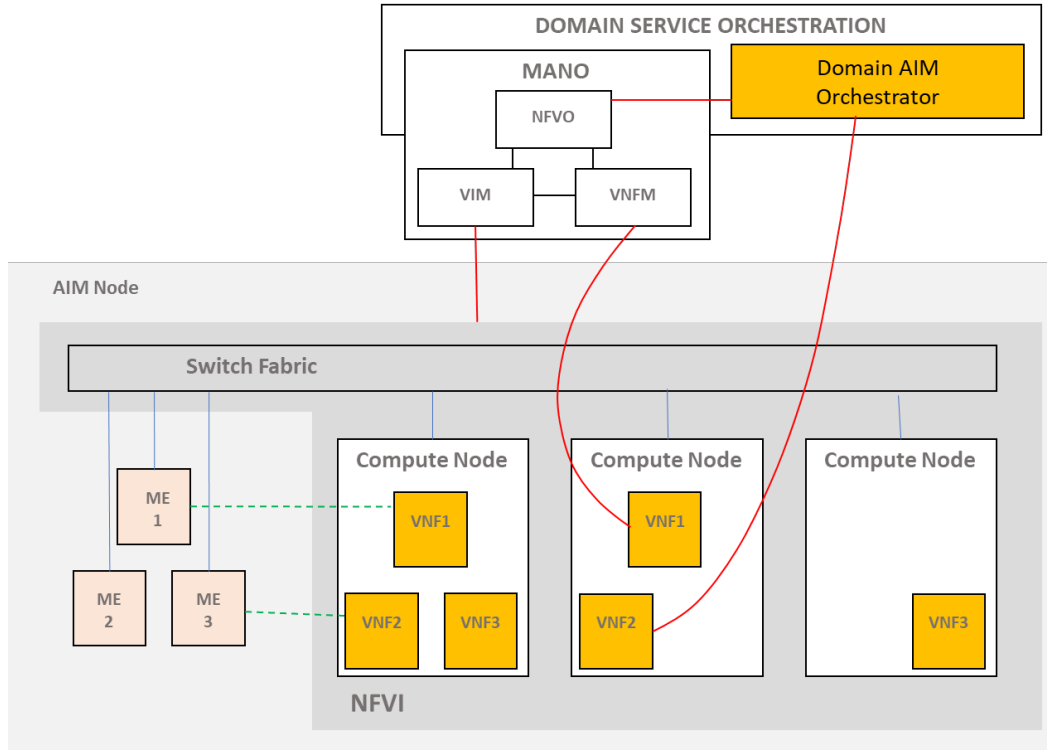 DOMAIN SERVICE ORCHESTRATION
MANO
Domain AIM
Orchestrator
NFVO
VIM
VNFM
AIM Node
Switch Fabric
Compute Node
Compute Node
Compute Node
ME
1
VNF1
VNF1
ME
2
ME
3
VNF2
VNF3
VNF2
VNF3
NFVI